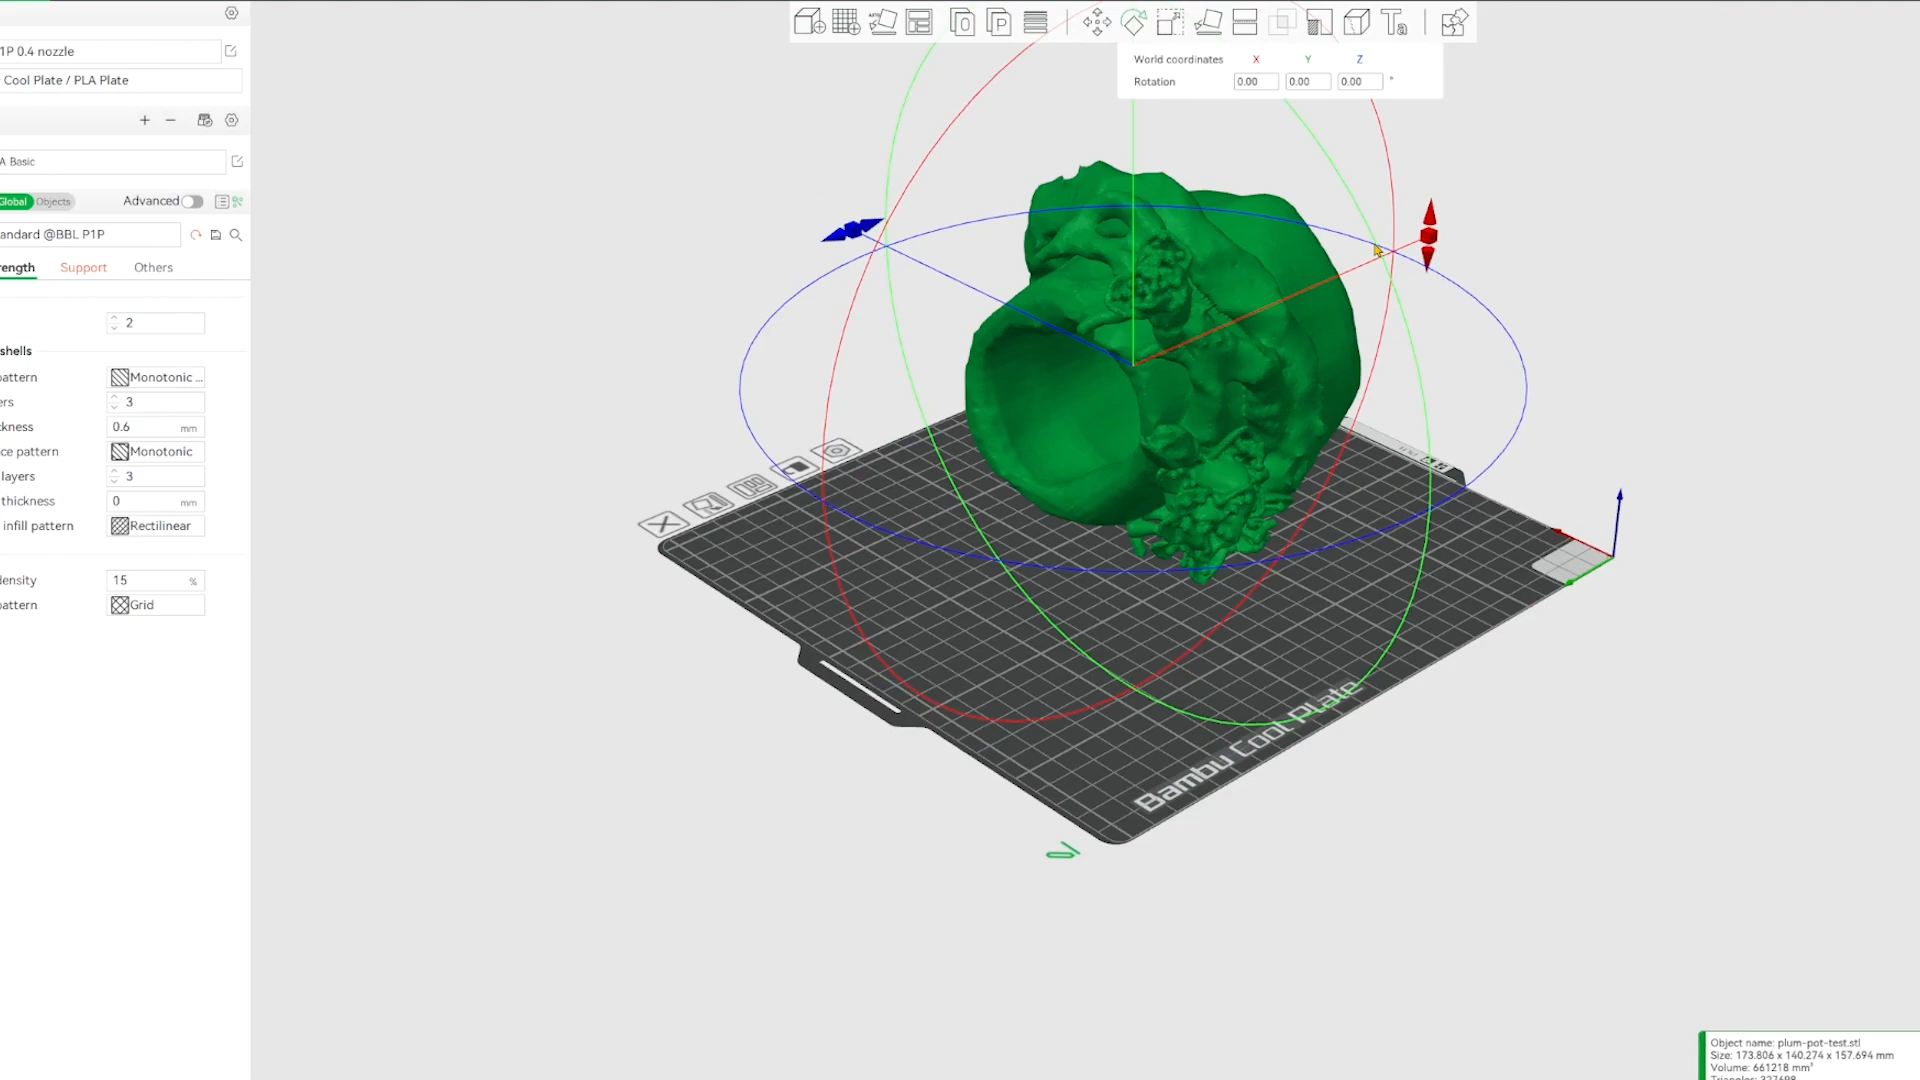 1P 0.4 nozzle
Cool Plate / PLA Plate
A Basic
Global Objects Advanced
andard @BBL P1P
rength Support Others
2
shells
attern Monotonic ...
ers 3
kness 0.6 mm
ce pattern Monotonic
layers 3
thickness 0 mm
infill pattern Rectilinear
density 15 %
attern Grid
World coordinates X Y Z
Rotation 0.00 0.00 0.00 °
Bambu Cool Plate
Object name: plum-pot-test.stl
Size: 173.806 x 140.274 x 157.694 mm
Volume: 661218 mm³
Triangles: 327698